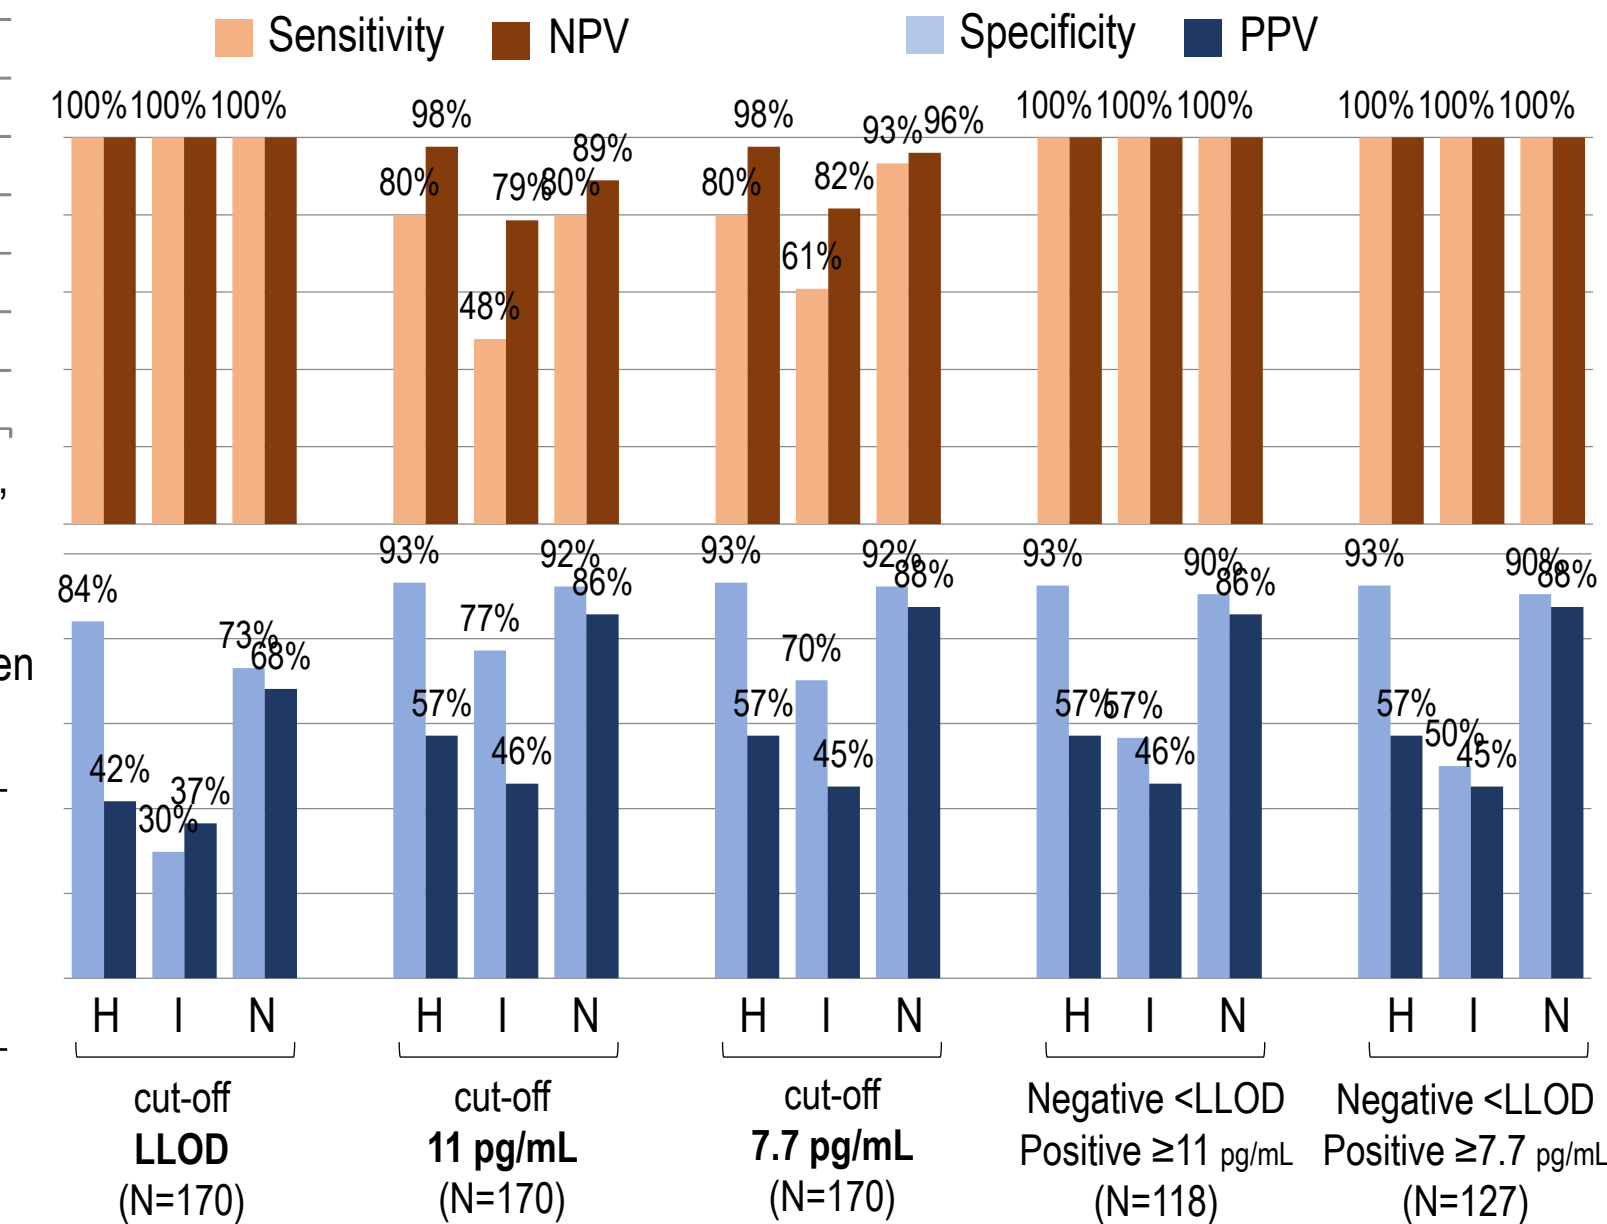 Sensitivity NPV Specificity PPV
100% 100% 100% 98% 89% 98% 93% 96% 100% 100% 100% 100% 100% 100%
80% 79% 80% 80% 82%
48% 61%
,
84% 93% 92% 93% 92% 93% 90% 93% 90%
73% 68% 77% 86% 70% 88% 86% 88%
en
42% 37% 57% 57% 57% 57% 57% 50%
30% 46% 45% 46% 45%
H I N H I N H I N H I N H I N
cut-off cut-off cut-off Negative <LLOD Negative <LLOD
LLOD 11 pg/mL 7.7 pg/mL Positive ≥11 pg/mL Positive ≥7.7 pg/mL
(N=170) (N=170) (N=170) (N=118) (N=127)